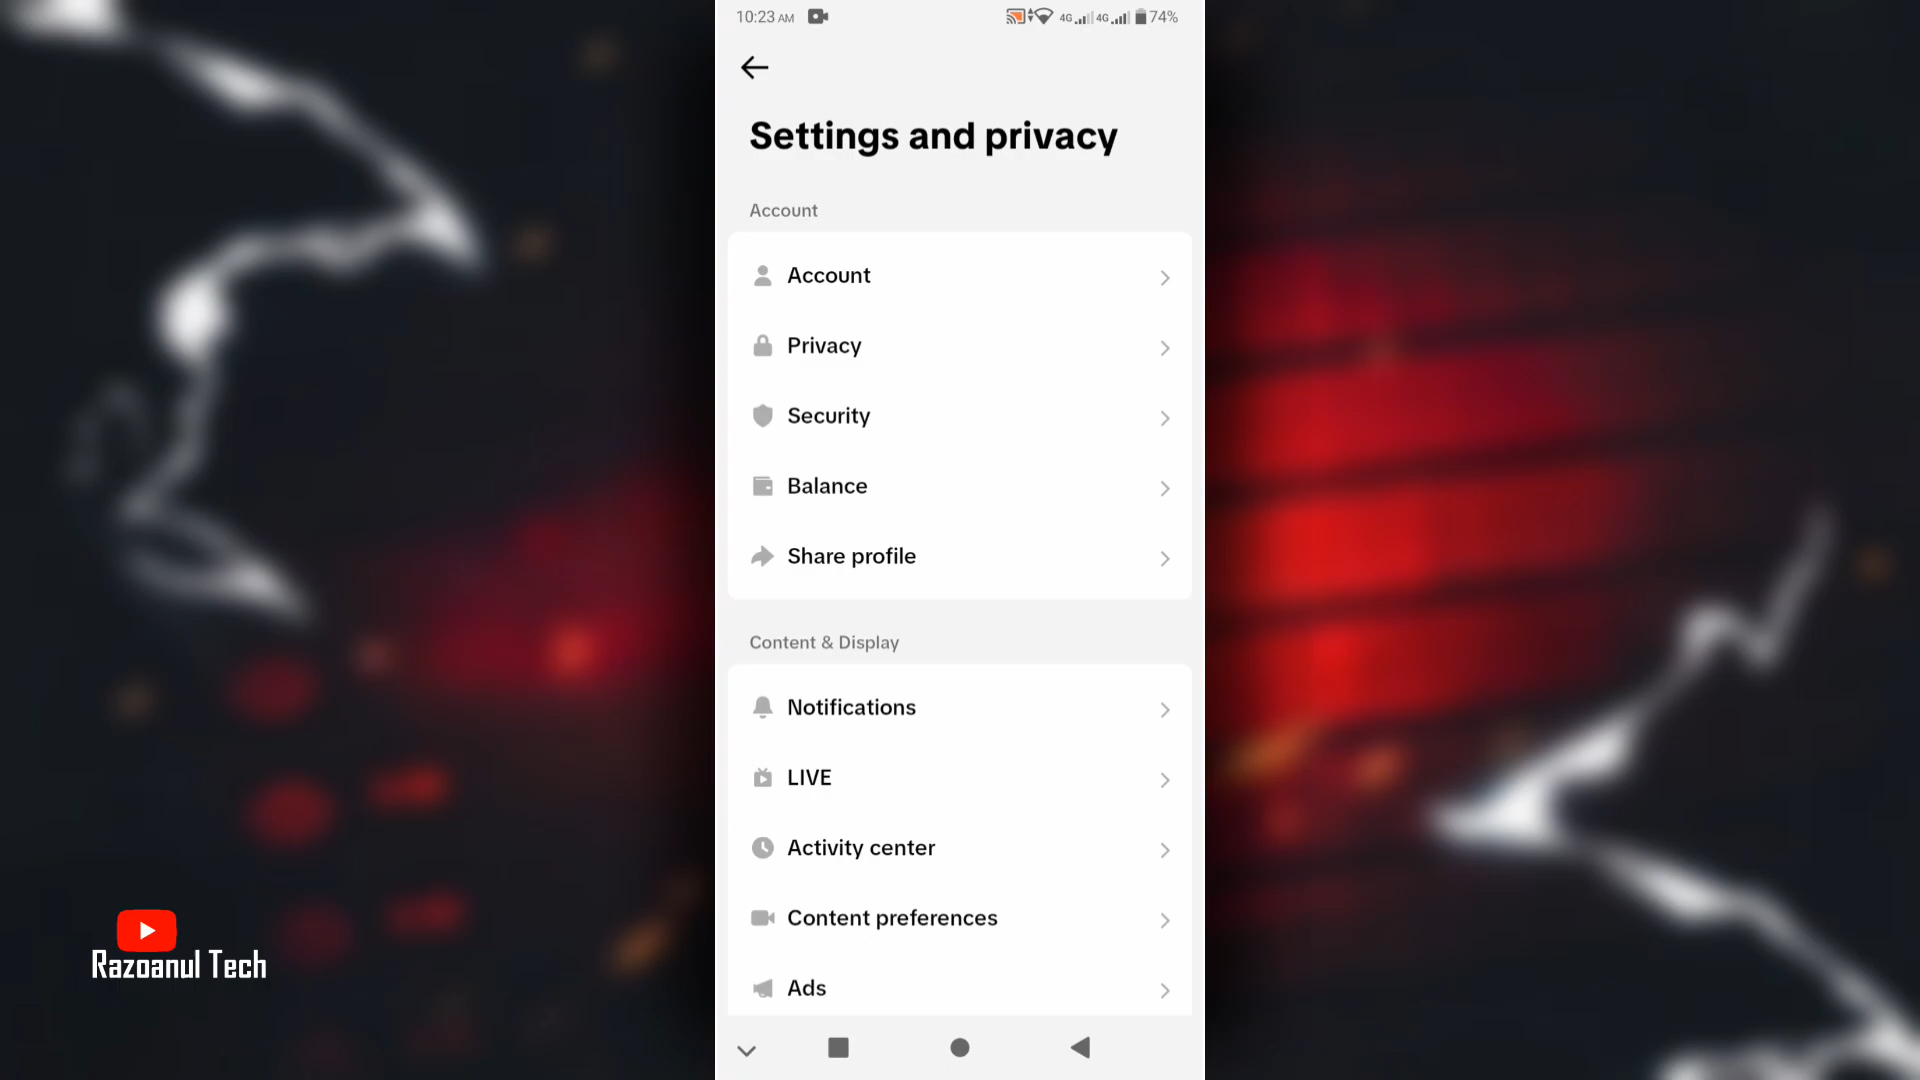 10:23 AM
4G 4G 74%
Settings and privacy
Account
Account
Privacy
Security
Balance
Share profile
Content & Display
Notifications
LIVE
Activity center
Content preferences
Ads
Razoanul Tech